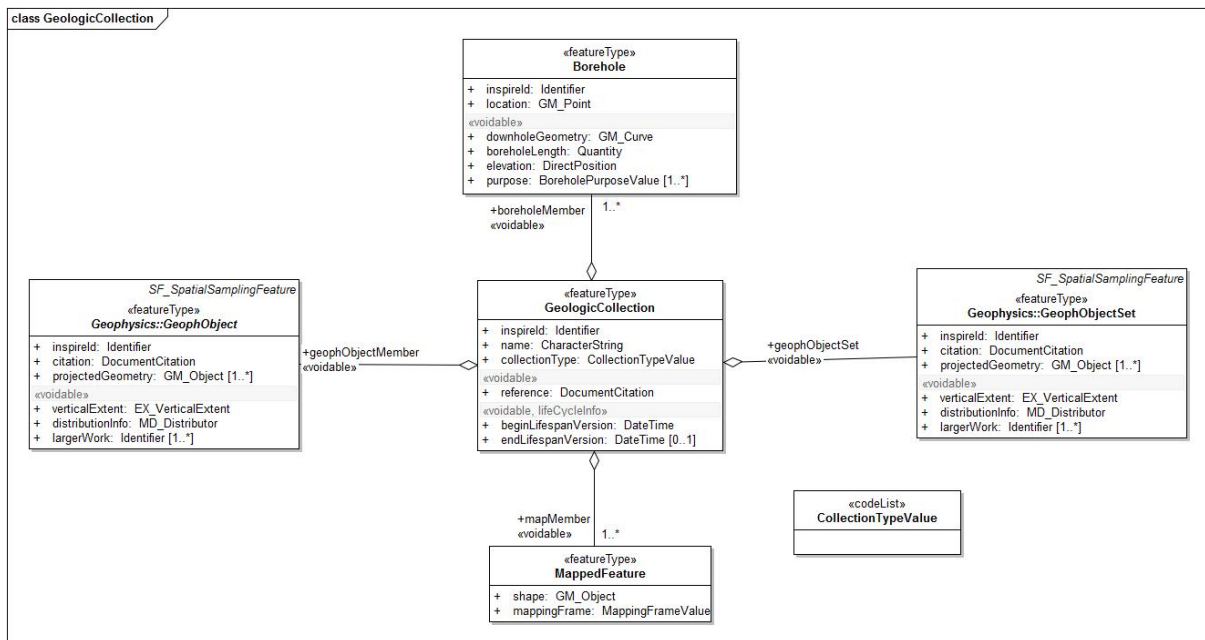 class GeologicCollection
«featureType»
Borehole
+ inspireId: Identifier
+ location: GM_Point
«voidable»
+ downholeGeometry: GM_Curve
+ boreholeLength: Quantity
+ elevation: DirectPosition
+ purpose: BoreholePurposeValue [1..*]
+boreholeMember
«voidable»
1..*
SF_SpatialSamplingFeature
«featureType»
Geophysics::GeophObject
+ inspireId: Identifier
+ citation: DocumentCitation
+ projectedGeometry: GM_Object [1..*]
«voidable»
+ verticalExtent: EX_VerticalExtent
+ distributionInfo: MD_Distributor
+ largerWork: Identifier [1..*]
+geophObjectMember
«voidable»
«featureType»
GeologicCollection
+ inspireId: Identifier
+ name: CharacterString
+ collectionType: CollectionTypeValue
«voidable»
+ reference: DocumentCitation
«voidable, lifeCycleInfo»
+ beginLifespanVersion: DateTime
+ endLifespanVersion: DateTime [0..1]
+geophObjectSet
«voidable»
SF_SpatialSamplingFeature
«featureType»
Geophysics::GeophObjectSet
+ inspireId: Identifier
+ citation: DocumentCitation
+ projectedGeometry: GM_Object [1..*]
«voidable»
+ verticalExtent: EX_VerticalExtent
+ distributionInfo: MD_Distributor
+ largerWork: Identifier [1..*]
+mapMember
«voidable»
1..*
«featureType»
MappedFeature
+ shape: GM_Object
+ mappingFrame: MappingFrameValue
«codeList»
CollectionTypeValue